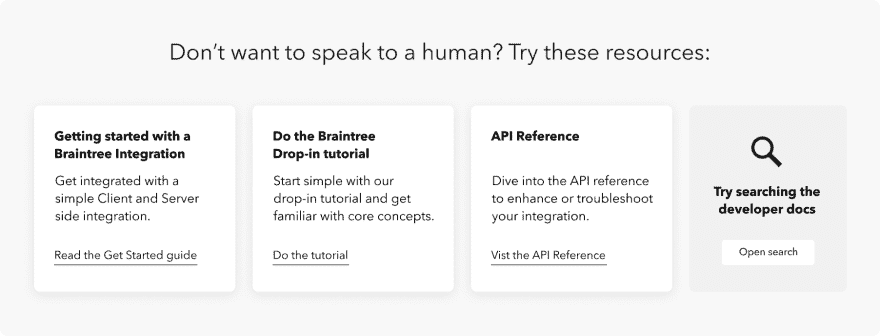 Don’t want to speak to a human? Try these resources:
Getting started with a
Braintree Integration
Get integrated with a
simple Client and Server
side integration.
Read the Get Started guide
Do the Braintree
Drop-in tutorial
Start simple with our
drop-in tutorial and get
familiar with core concepts.
Do the tutorial
API Reference
Dive into the API reference
to enhance or troubleshoot
your integration.
Vist the API Reference
Try searching the
developer docs
Open search